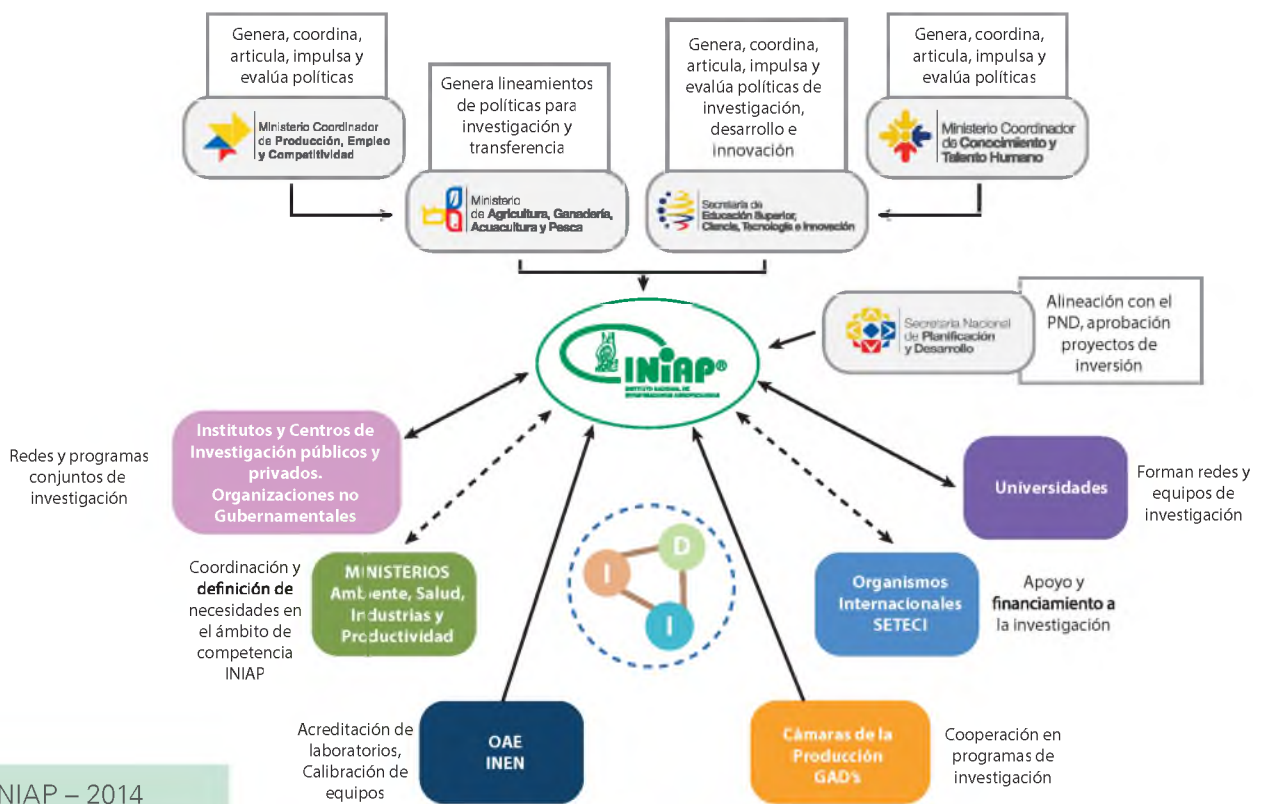 Genera, coordina,
articula, impulsa y
evalúa políticas
Ministerio Coordinador
de Producción, Empleo
y Competitividad
Genera lineamientos
de políticas para
investigación y
transferencia
Ministerio
de Agricultura, Ganadería,
Acuacultura y Pesca
Genera, coordina,
articula, impulsa y
evalúa políticas de
investigación,
desarrollo e
innovación
Secretaría de
Educación Superior,
Ciencia, Tecnología e Innovación
Genera, coordina,
articula, impulsa y
evalúa políticas
Ministerio Coordinador
de Conocimiento y
Talento Humano
INIAP®
INSTITUTO NACIONAL DE
INVESTIGACIONES AGROPECUARIAS
Secretaría Nacional
de Planificación
y Desarrollo
Alineación con el
PND, aprobación
proyectos de
inversión
Redes y programas
conjuntos de
investigación
Institutos y Centros de
Investigación públicos y
privados.
Organizaciones no
Gubernamentales
Universidades
Forman redes y
equipos de
investigación
Coordinación y
definición de
necesidades en
el ámbito de
competencia
INIAP
MINISTERIOS
Ambiente, Salud,
Industrias y
Productividad
I
D
I
Organismos
Internacionales
SETECI
Apoyo y
financiamiento a
la investigación
Acreditación de
laboratorios,
Calibración de
equipos
OAE
INEN
Cámaras de la
Producción
GAD's
Cooperación en
programas de
investigación
NIAP – 2014